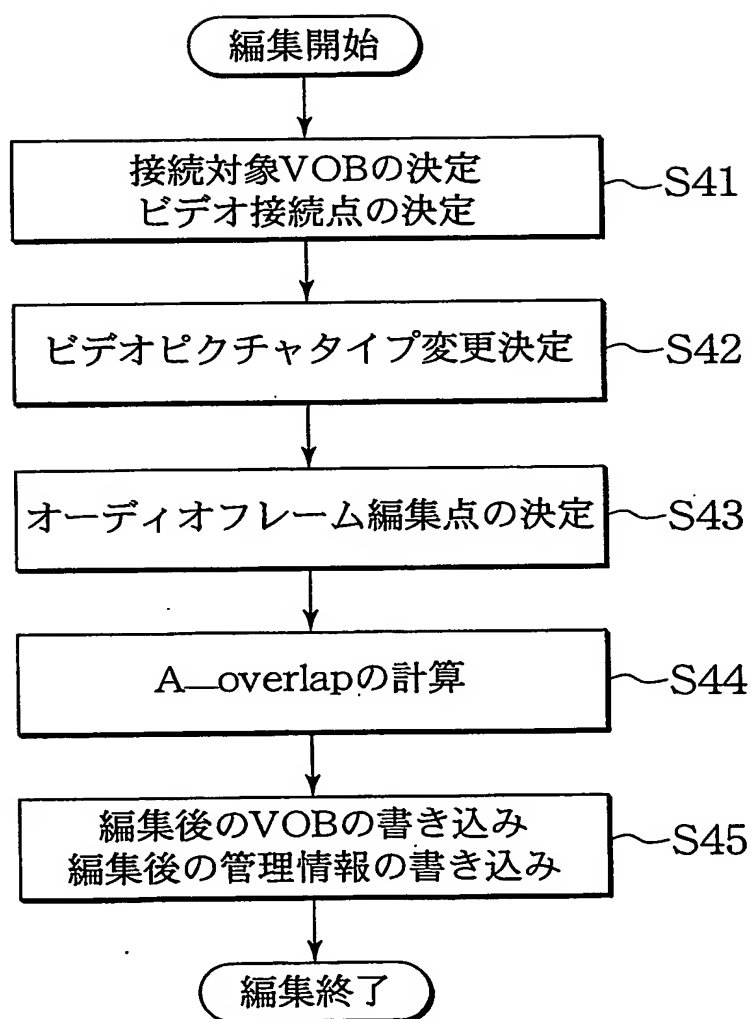 編集開始
接続対象VOBの決定
ビデオ接続点の決定
S41
ビデオピクチャタイプ変更決定
S42
オーディオフレーム編集点の決定
S43
A_overlapの計算
S44
編集後のVOBの書き込み
編集後の管理情報の書き込み
S45
編集終了